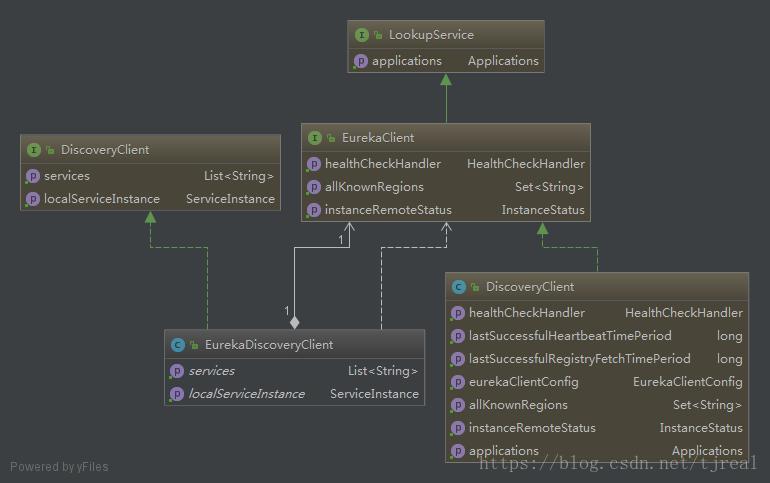 LookupService
applications Applications
EurekaClient
healthCheckHandler HealthCheckHandler
allKnownRegions Set<String>
instanceRemoteStatus InstanceStatus
DiscoveryClient
services List<String>
localServiceInstance ServiceInstance
1
1
DiscoveryClient
healthCheckHandler HealthCheckHandler
lastSuccessfulHeartbeatTimePeriod long
lastSuccessfulRegistryFetchTimePeriod long
eurekaClientConfig EurekaClientConfig
allKnownRegions Set<String>
instanceRemoteStatus InstanceStatus
applications Applications
EurekaDiscoveryClient
services List<String>
localServiceInstance ServiceInstance
Powered by yFiles
https://blog.csdn.net/tjreal